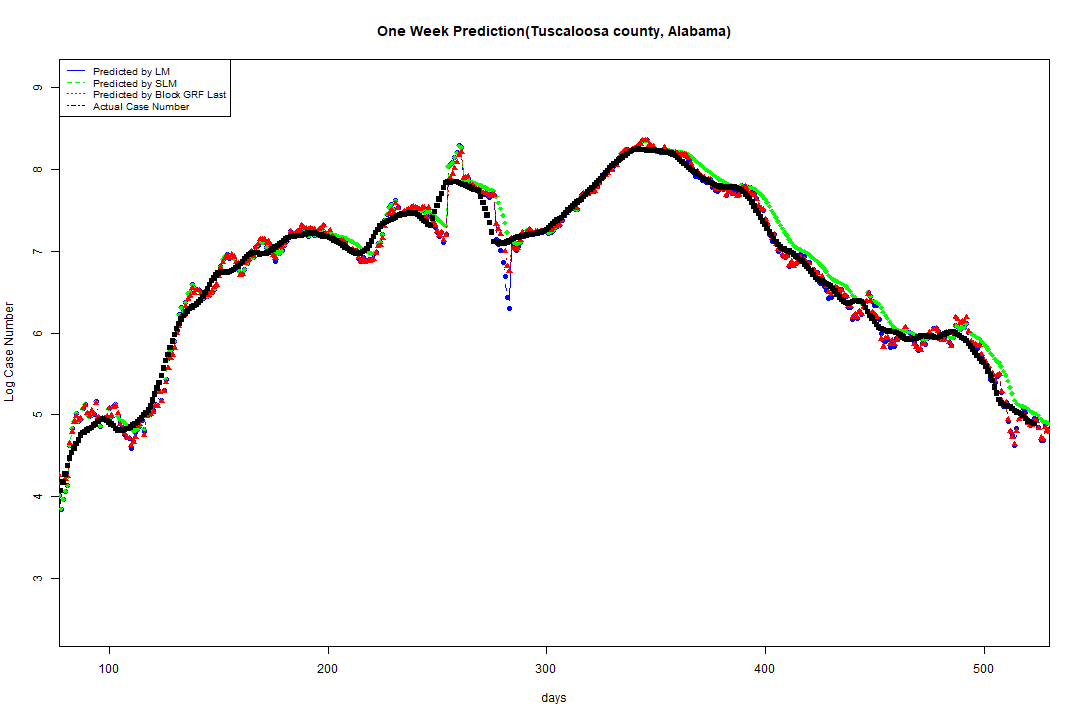 One Week Prediction(Tuscaloosa county, Alabama)
Predicted by LM
Predicted by SLM
Predicted by Block GRF Last
Actual Case Number
9
8
7
6
5
4
3
Log Case Number
100 200 300 400 500
days